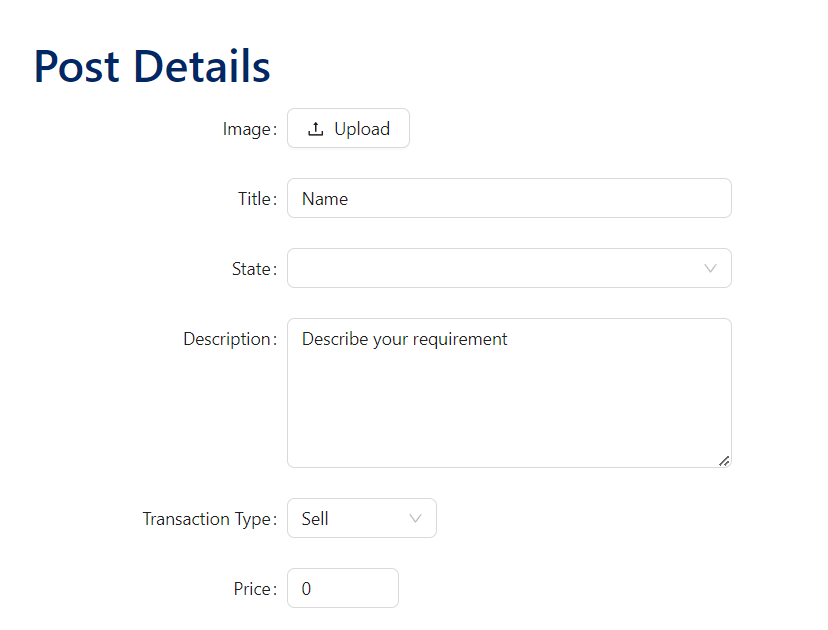 Post Details
Image: Upload
Title: Name
State:
Description: Describe your requirement
Transaction Type: Sell
Price: 0